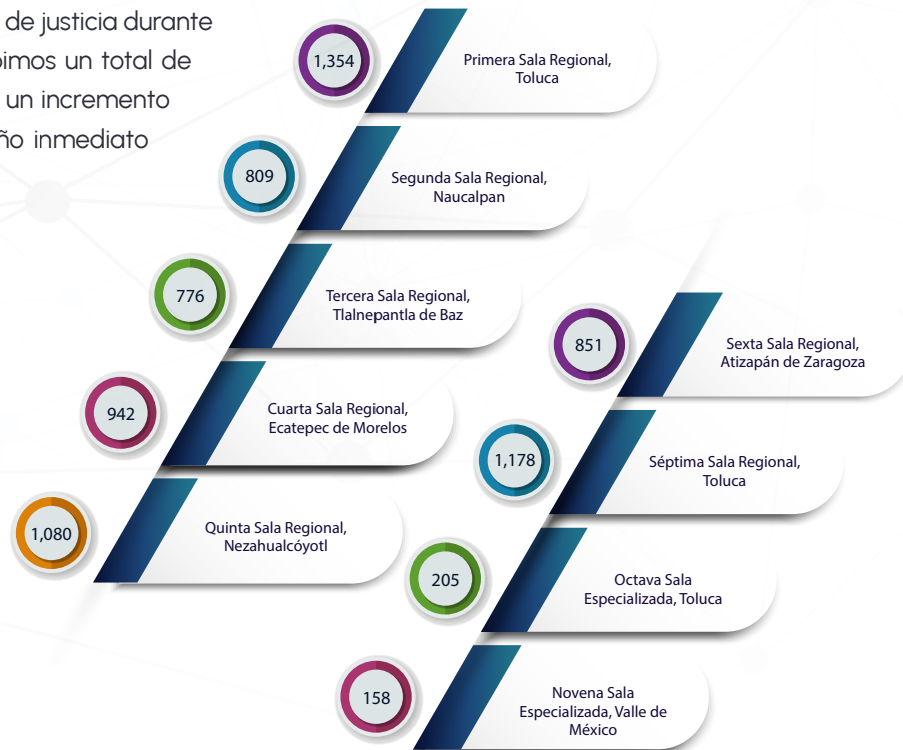 de justicia durante
bimos un total de
un incremento
ño inmediato
1,354
Primera Sala Regional,
Toluca
809
Segunda Sala Regional,
Naucalpan
776
Tercera Sala Regional,
Tlalnepantla de Baz
942
Cuarta Sala Regional,
Ecatepec de Morelos
1,080
Quinta Sala Regional,
Nezahualcóyotl
851
Sexta Sala Regional,
Atizapán de Zaragoza
1,178
Séptima Sala Regional,
Toluca
205
Octava Sala
Especializada, Toluca
158
Novena Sala
Especializada, Valle de
México